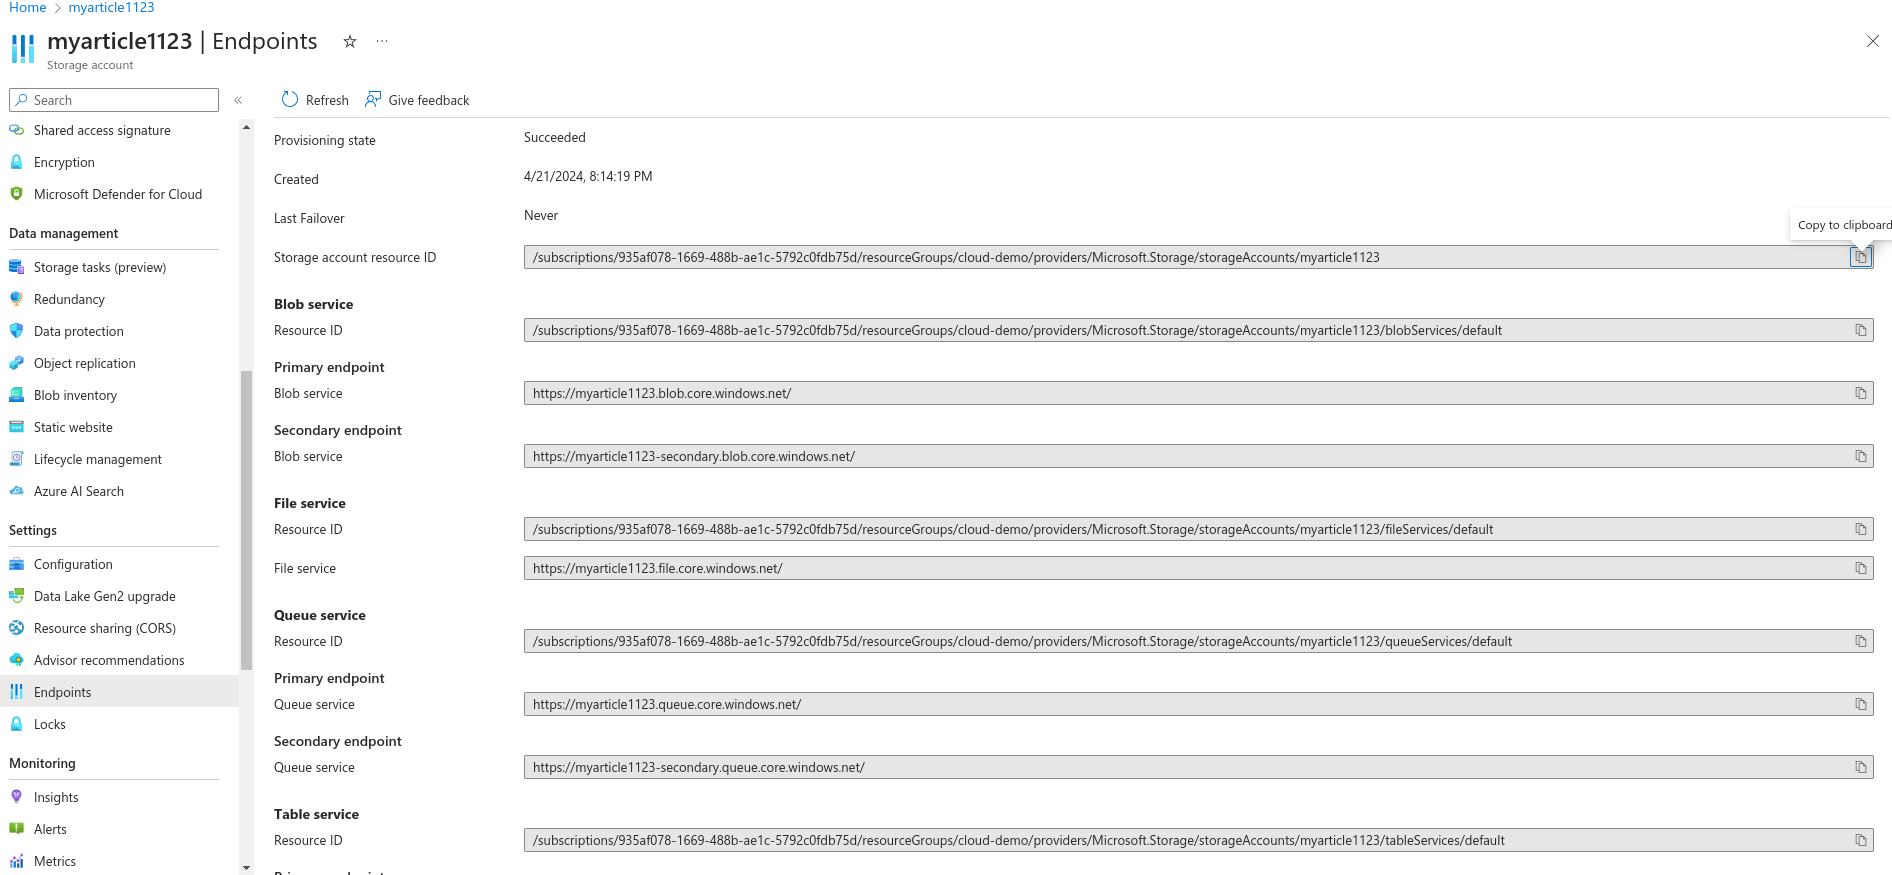 Home > myarticle1123
myarticle1123 | Endpoints
Storage account
Search
Refresh
Give feedback
Shared access signature
Encryption
Microsoft Defender for Cloud
Data management
Storage tasks (preview)
Redundancy
Data protection
Object replication
Blob inventory
Static website
Lifecycle management
Azure AI Search
Settings
Configuration
Data Lake Gen2 upgrade
Resource sharing (CORS)
Advisor recommendations
Endpoints
Locks
Monitoring
Insights
Alerts
Metrics
Provisioning state Succeeded
Created 4/21/2024, 8:14:19 PM
Last Failover Never
Copy to clipboard
Storage account resource ID /subscriptions/935af078-1669-488b-ae1c-5792c0fdb75d/resourceGroups/cloud-demo/providers/Microsoft.Storage/storageAccounts/myarticle1123
Blob service
Resource ID /subscriptions/935af078-1669-488b-ae1c-5792c0fdb75d/resourceGroups/cloud-demo/providers/Microsoft.Storage/storageAccounts/myarticle1123/blobServices/default
Primary endpoint
Blob service https://myarticle1123.blob.core.windows.net/
Secondary endpoint
Blob service https://myarticle1123-secondary.blob.core.windows.net/
File service
Resource ID /subscriptions/935af078-1669-488b-ae1c-5792c0fdb75d/resourceGroups/cloud-demo/providers/Microsoft.Storage/storageAccounts/myarticle1123/fileServices/default
File service https://myarticle1123.file.core.windows.net/
Queue service
Resource ID /subscriptions/935af078-1669-488b-ae1c-5792c0fdb75d/resourceGroups/cloud-demo/providers/Microsoft.Storage/storageAccounts/myarticle1123/queueServices/default
Primary endpoint
Queue service https://myarticle1123.queue.core.windows.net/
Secondary endpoint
Queue service https://myarticle1123-secondary.queue.core.windows.net/
Table service
Resource ID /subscriptions/935af078-1669-488b-ae1c-5792c0fdb75d/resourceGroups/cloud-demo/providers/Microsoft.Storage/storageAccounts/myarticle1123/tableServices/default